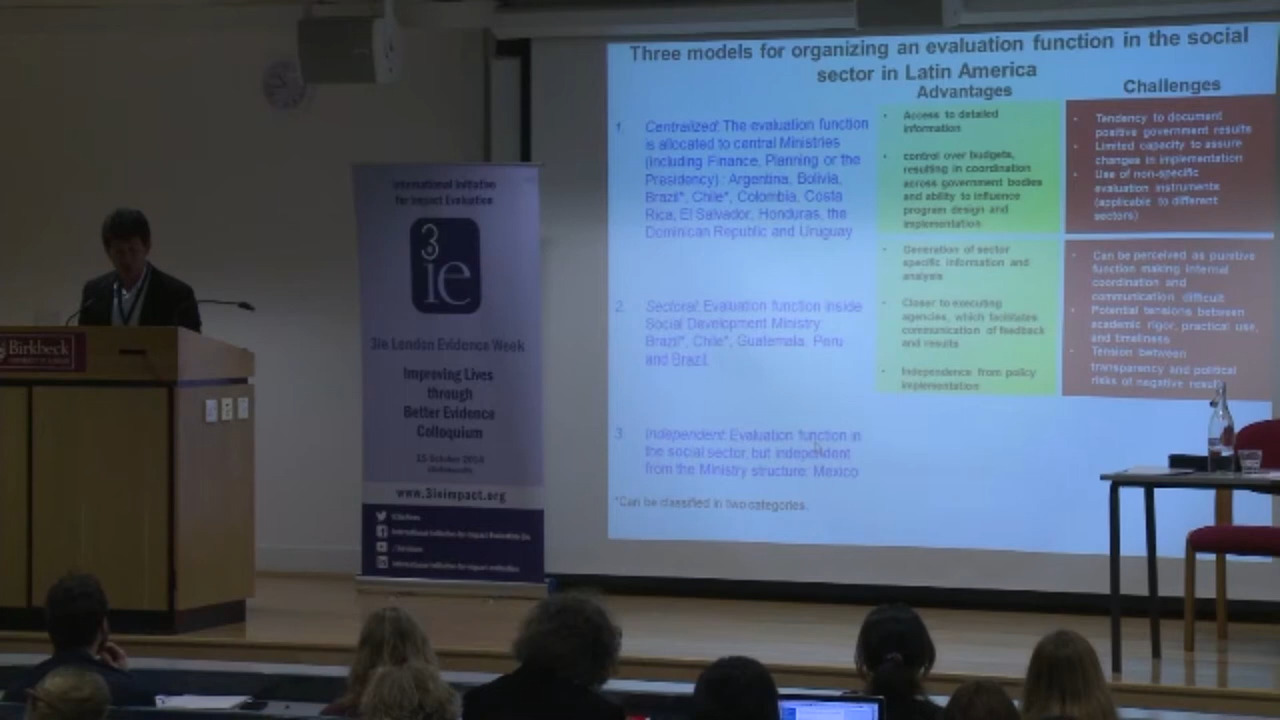 Three models for organizing an evaluation function in the social
sector in Latin America
Advantages
Challenges
1. Centralized: The evaluation function
is allocated to central Ministries
(including Finance, Planning or the
Presidency).: Argentina, Bolivia,
Brazil*, Chile*, Colombia, Costa
Rica, El Salvador, Honduras, the
Dominican Republic and Uruguay
• Access to detailed
information
• control over budgets,
resulting in coordination
across government bodies
and ability to influence
program design and
implementation
• Tendency to document
positive government results
• Limited capacity to assure
changes in implementation
• Use of non-specific
evaluation instruments
(applicable to different
sectors)
2. Sectoral: Evaluation function inside
Social Development Ministry:
Brazil*, Chile*, Guatemala, Peru
and Brazil.
• Generation of sector
specific information and
analysis
• Closer to executing
agencies, which facilitates
communication of feedback
and results
• Independence from policy
implementation
• Can be perceived as punitive
function making internal
coordination and
communication difficult
• Potential tensions between
academic rigor, practical use,
and timeliness
• Tension between
transparency and political
risks of negative results
3. Independent: Evaluation function in
the social sector, but independent
from the Ministry structure: Mexico
*Can be classified in two categories.
International Initiative
for Impact Evaluation
3
ie
3ie London Evidence Week
Improving Lives
through
Better Evidence
Colloquium
15 October 2014
www.3ieimpact.org
Birkbeck